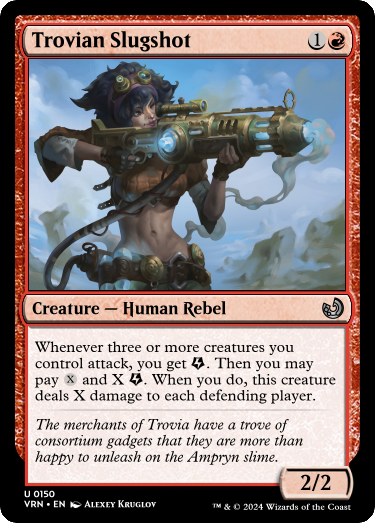 Trovian Slugshot 1
Creature — Human Rebel
Whenever three or more creatures you
control attack, you get . Then you may
pay X and X . When you do, this creature
deals X damage to each defending player.
The merchants of Trovia have a trove of
consortium gadgets that they are more than
happy to unleash on the Ampryn slime.
2/2
U 0150
VRN • EN Alexey Kruglov
™ & © 2024 Wizards of the Coast